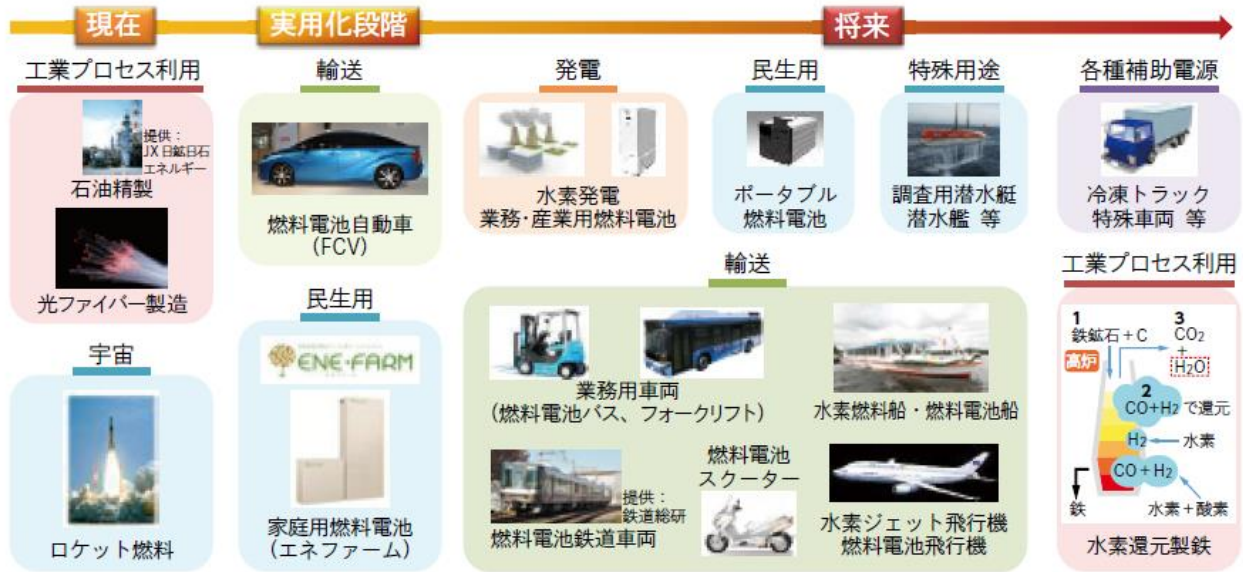 現在
実用化段階
将来
工業プロセス利用
提供：
JX日鉱日石
エネルギー
石油精製
光ファイバー製造
宇宙
ロケット燃料
輸送
燃料電池自動車
(FCV)
民生用
ENE・FARM
家庭用燃料電池
(エネファーム)
発電
水素発電
業務・産業用燃料電池
民生用
ポータブル
燃料電池
特殊用途
調査用潜水艇
潜水艦 等
各種補助電源
冷凍トラック
特殊車両 等
輸送
業務用車両
(燃料電池バス、フォークリフト)
水素燃料船・燃料電池船
提供：
鉄道総研
燃料電池鉄道車両
燃料電池
スクーター
水素ジェット飛行機
燃料電池飛行機
工業プロセス利用
1
鉄鉱石＋C
3
CO2
+
H2O
高炉
2
CO+H2で還元
H2
水素
CO+H2
鉄
水素＋酸素
水素還元製鉄